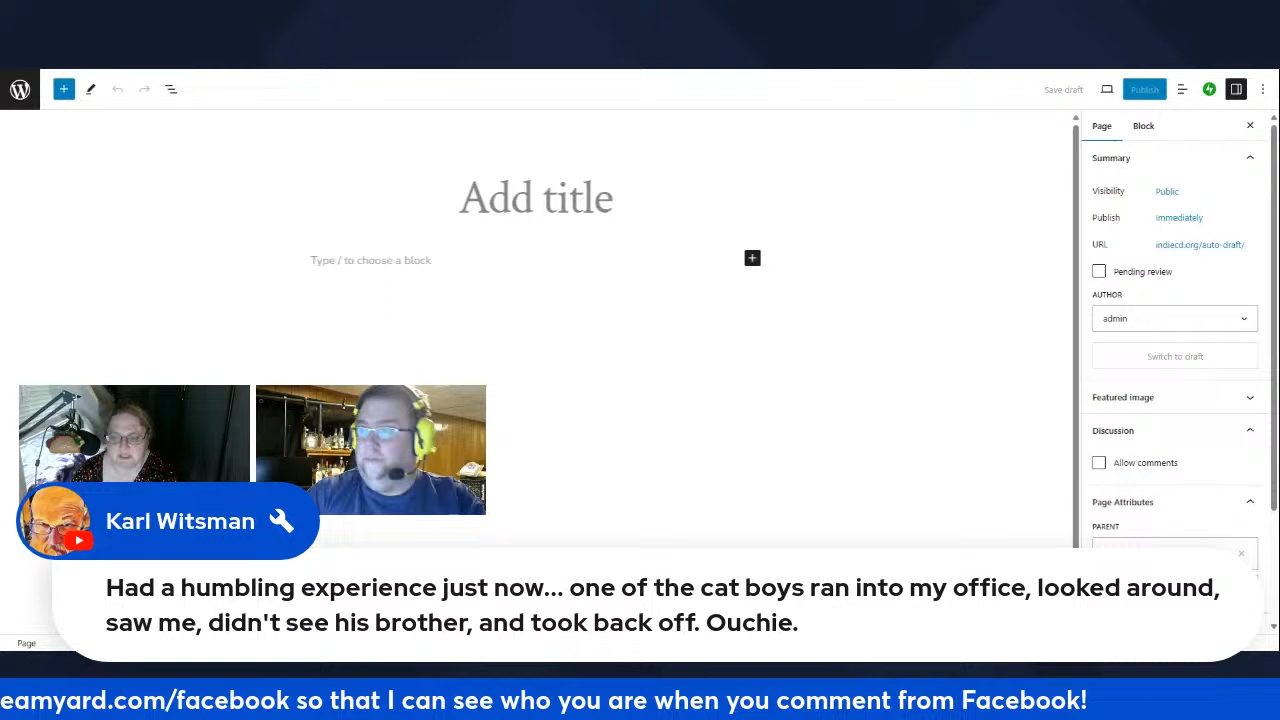 Save draft
Publish
Page
Block
Summary
Visibility
Public
Publish
Immediately
URL
indiecd.org/auto-draft/
Pending review
AUTHOR
admin
Switch to draft
Featured image
Discussion
Allow comments
Page Attributes
PARENT
Add title
Type / to choose a block
Karl Witsman
Had a humbling experience just now... one of the cat boys ran into my office, looked around,
saw me, didn't see his brother, and took back off. Ouchie.
Page
eamyard.com/facebook so that I can see who you are when you comment from Facebook!